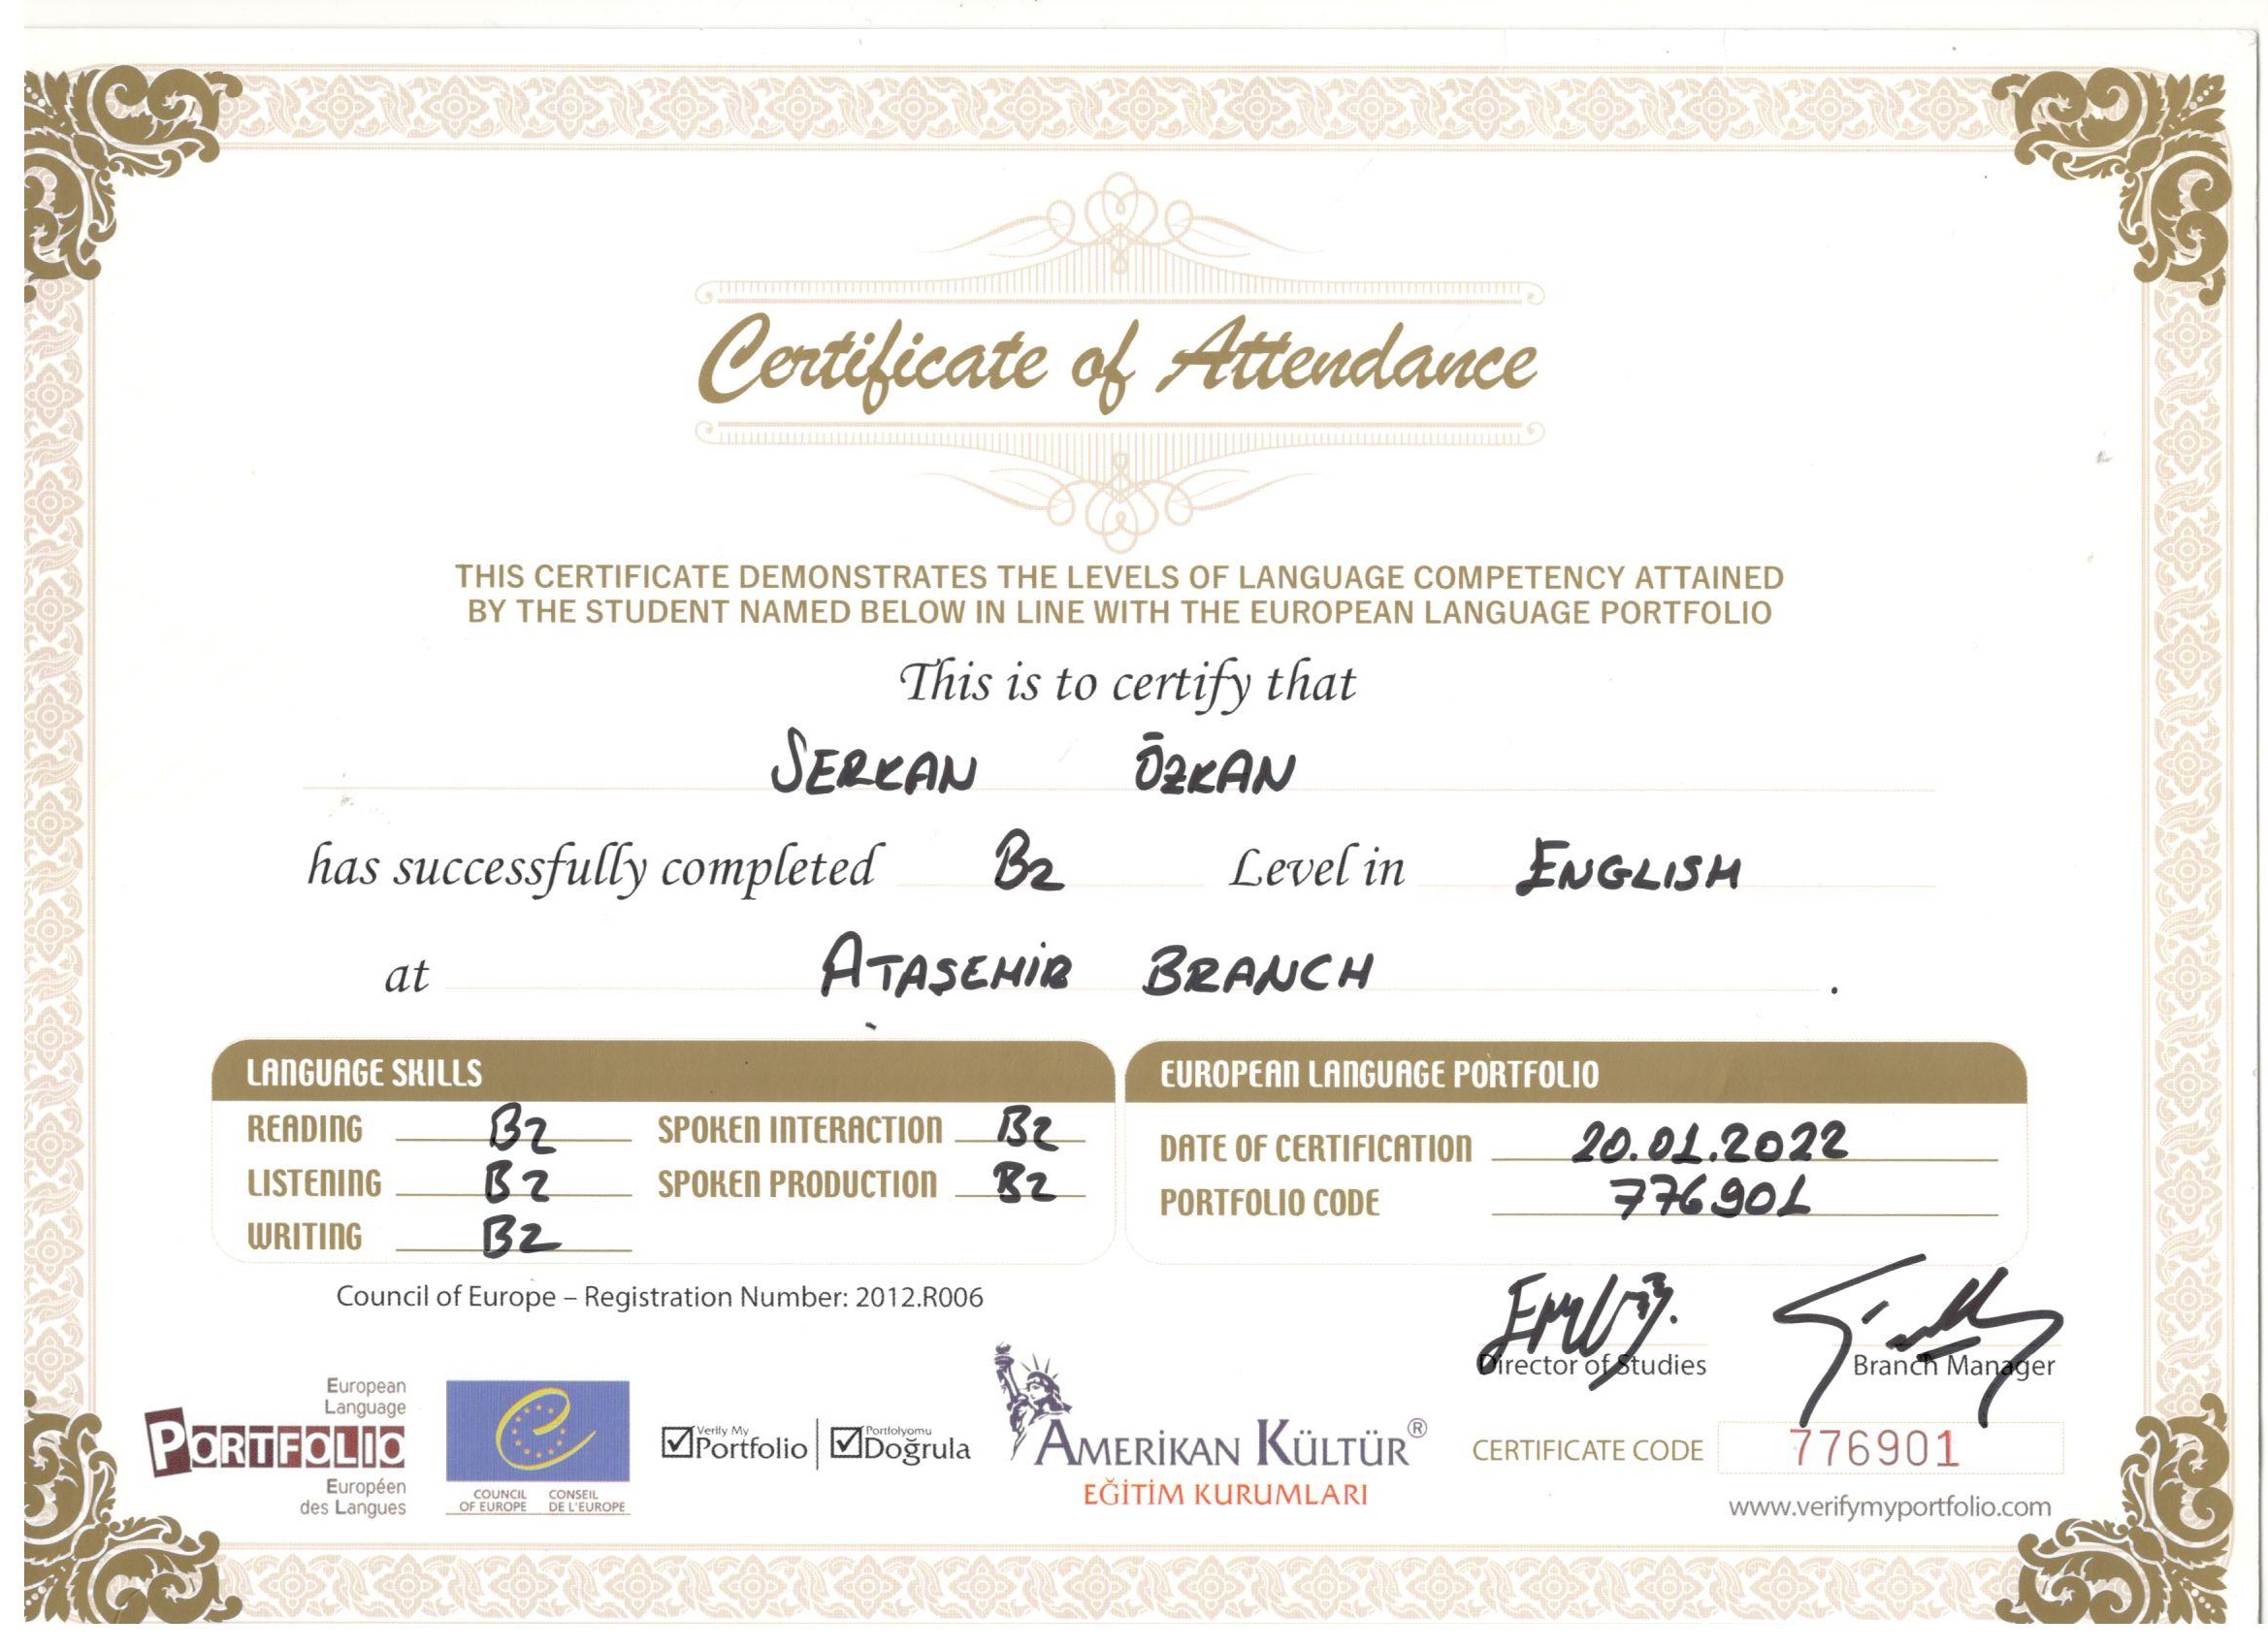 Certificate of Attendance
THIS CERTIFICATE DEMONSTRATES THE LEVELS OF LANGUAGE COMPETENCY ATTAINED
BY THE STUDENT NAMED BELOW IN LINE WITH THE EUROPEAN LANGUAGE PORTFOLIO
This is to certify that
SERKAN ÖZKAN
has successfully completed B2 Level in ENGLISH
at ATAŞEHİR BRANCH .
LANGUAGE SKILLS
READING B2 SPOKEN INTERACTION B2
LISTENING B2 SPOKEN PRODUCTION B2
WRITING B2
EUROPEAN LANGUAGE PORTFOLIO
DATE OF CERTIFICATION 20.01.2022
PORTFOLIO CODE 776901
Council of Europe – Registration Number: 2012.R006
Director of Studies
Branch Manager
European
Language
PORTFOLIO
Européen
des Langues
COUNCIL CONSEIL
OF EUROPE DE L'EUROPE
Verify My
Portfolio
Portfolyomu
Doğrula
AMERİKAN KÜLTÜR®
EĞİTİM KURUMLARI
CERTIFICATE CODE 776901
www.verifymyportfolio.com